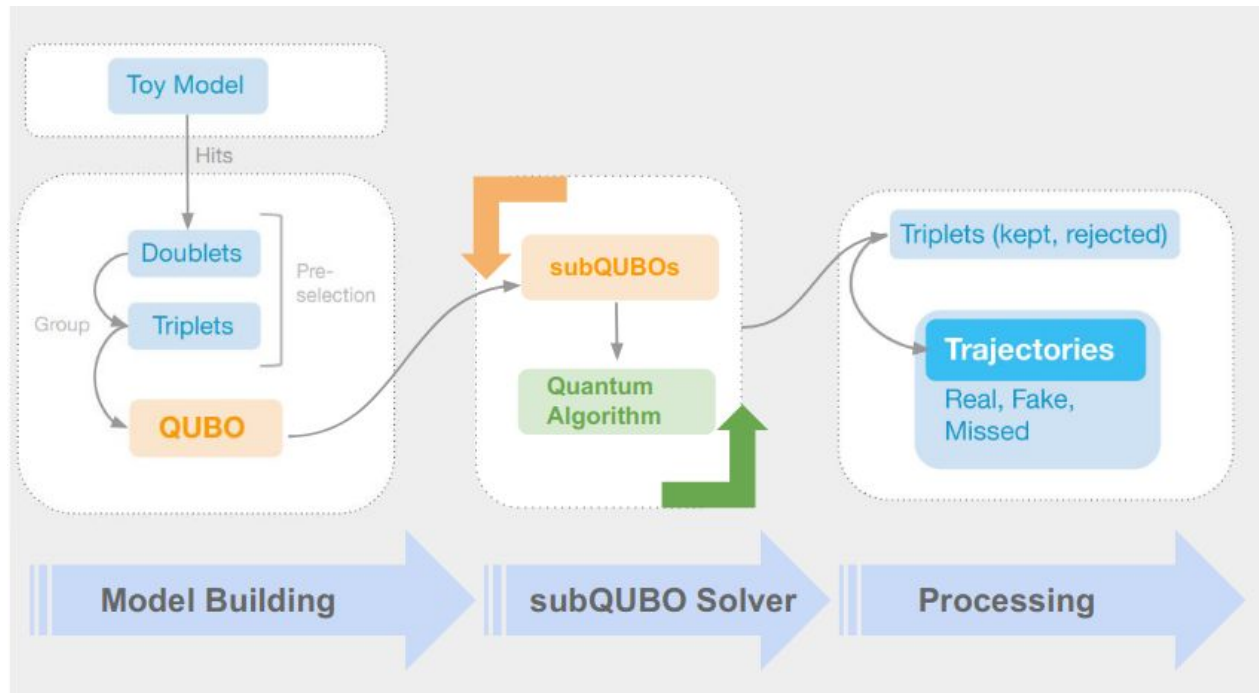 Toy Model
Hits
Doublets
Pre-
selection
Group
Triplets
QUBO
subQUBOs
Quantum
Algorithm
Triplets (kept, rejected)
Trajectories
Real, Fake,
Missed
Model Building
subQUBO Solver
Processing